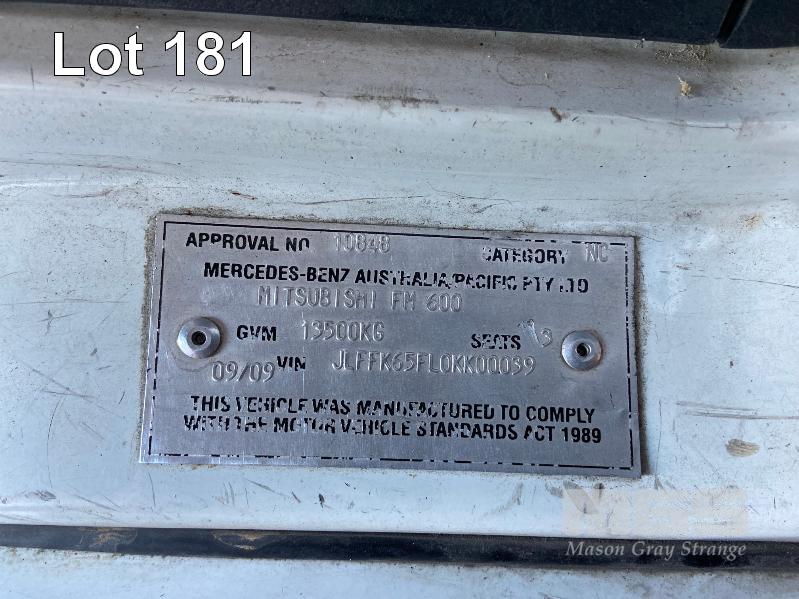 Lot 181
APPROVAL NO 10848 CATEGORY NC
MERCEDES-BENZ AUSTRALIA/PACIFIC PTY LTD
MITSUBISHI FM 600
GVM 13500KG SEATS 3
09/09 VIN JLFFK65FL0KK00039
THIS VEHICLE WAS MANUFACTURED TO COMPLY
WITH THE MOTOR VEHICLE STANDARDS ACT 1989
Mason Gray Strange